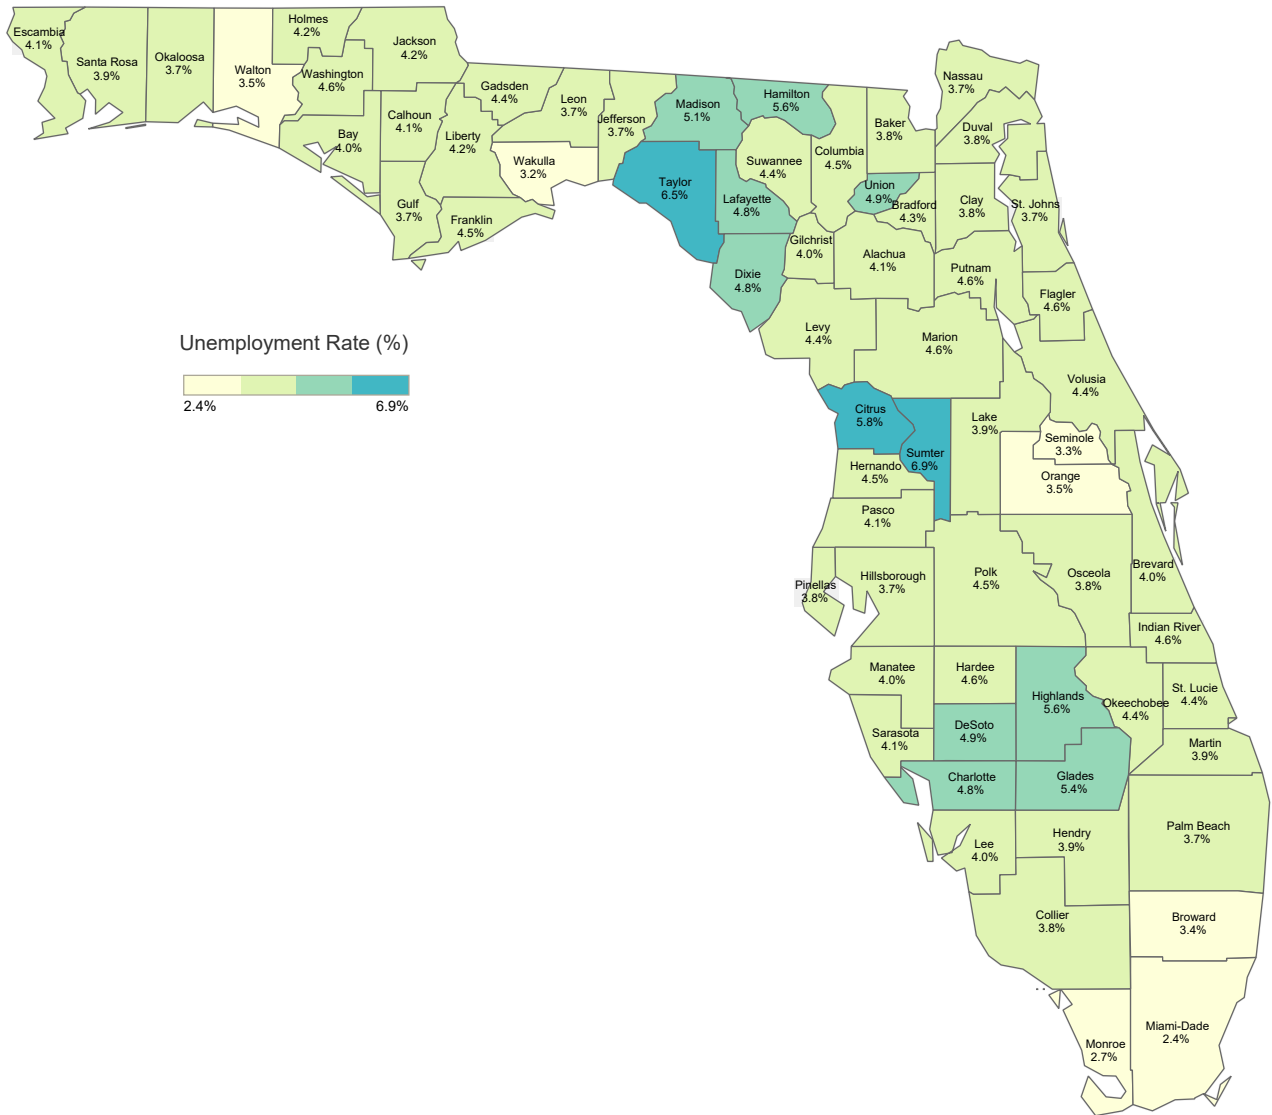 Escambia
4.1%
Santa Rosa
3.9%
Okaloosa
3.7%
Walton
3.5%
Holmes
4.2%
Washington
4.6%
Jackson
4.2%
Bay
4.0%
Calhoun
4.1%
Gulf
3.7%
Liberty
4.2%
Gadsden
4.4%
Franklin
4.5%
Leon
3.7%
Wakulla
3.2%
Jefferson
3.7%
Madison
5.1%
Taylor
6.5%
Hamilton
5.6%
Suwannee
4.4%
Lafayette
4.8%
Dixie
4.8%
Columbia
4.5%
Gilchrist
4.0%
Baker
3.8%
Union
4.9%
Bradford
4.3%
Alachua
4.1%
Nassau
3.7%
Duval
3.8%
Clay
3.8%
St. Johns
3.7%
Putnam
4.6%
Flagler
4.6%
Levy
4.4%
Marion
4.6%
Volusia
4.4%
Unemployment Rate (%)
2.4%
6.9%
Citrus
5.8%
Sumter
6.9%
Lake
3.9%
Seminole
3.3%
Orange
3.5%
Hernando
4.5%
Pasco
4.1%
Pinellas
3.8%
Hillsborough
3.7%
Polk
4.5%
Osceola
3.8%
Brevard
4.0%
Indian River
4.6%
Manatee
4.0%
Hardee
4.6%
Highlands
5.6%
Okeechobee
4.4%
St. Lucie
4.4%
Sarasota
4.1%
DeSoto
4.9%
Martin
3.9%
Charlotte
4.8%
Glades
5.4%
Lee
4.0%
Hendry
3.9%
Palm Beach
3.7%
Collier
3.8%
Broward
3.4%
Monroe
2.7%
Miami-Dade
2.4%